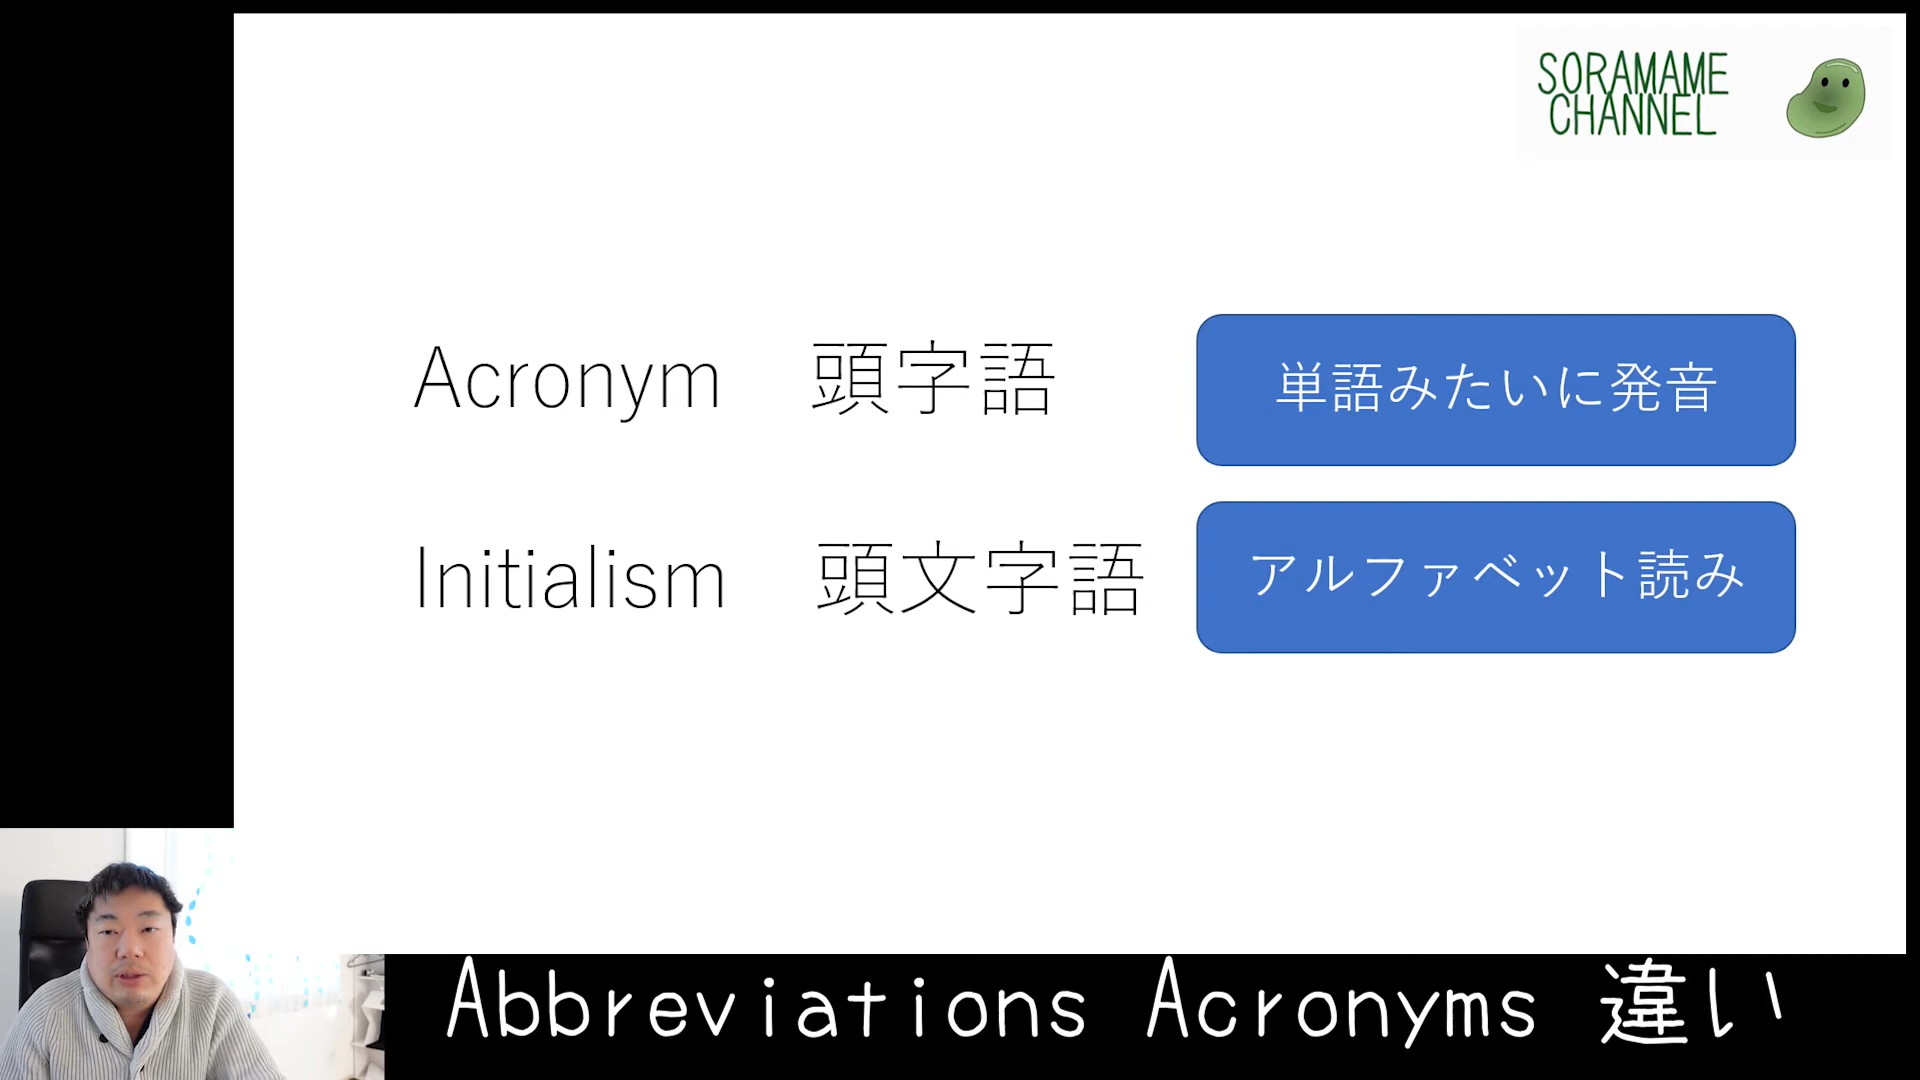 SORAMAME
CHANNEL
Acronym 頭字語
単語みたいに発音
Initialism 頭文字語
アルファベット読み
Abbreviations Acronyms 違い